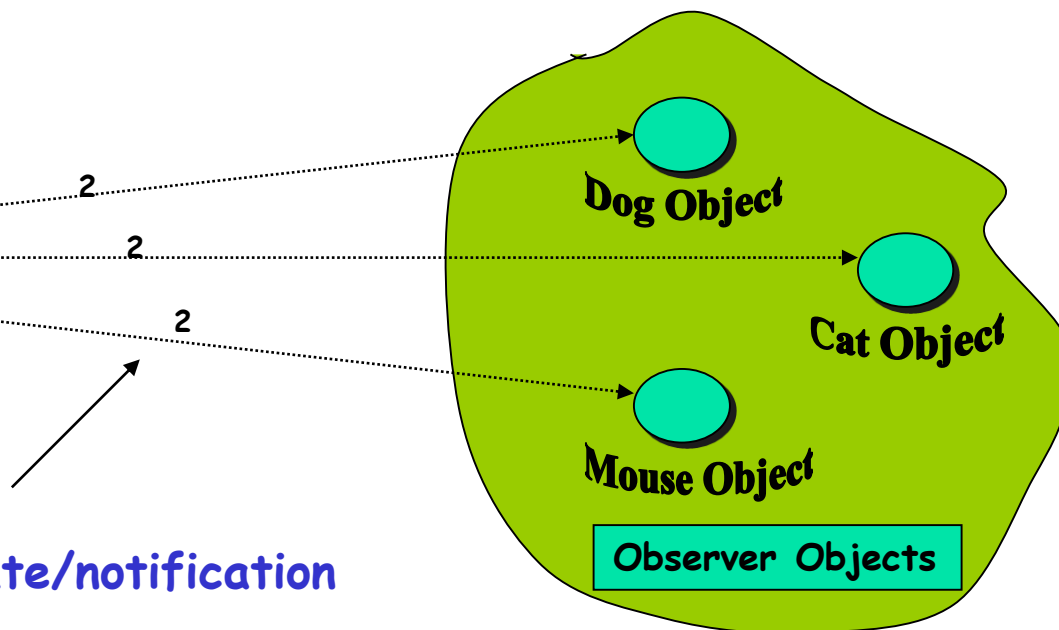 2
Dog Object
2
Cat Object
2
Mouse Object
te/notification
Observer Objects